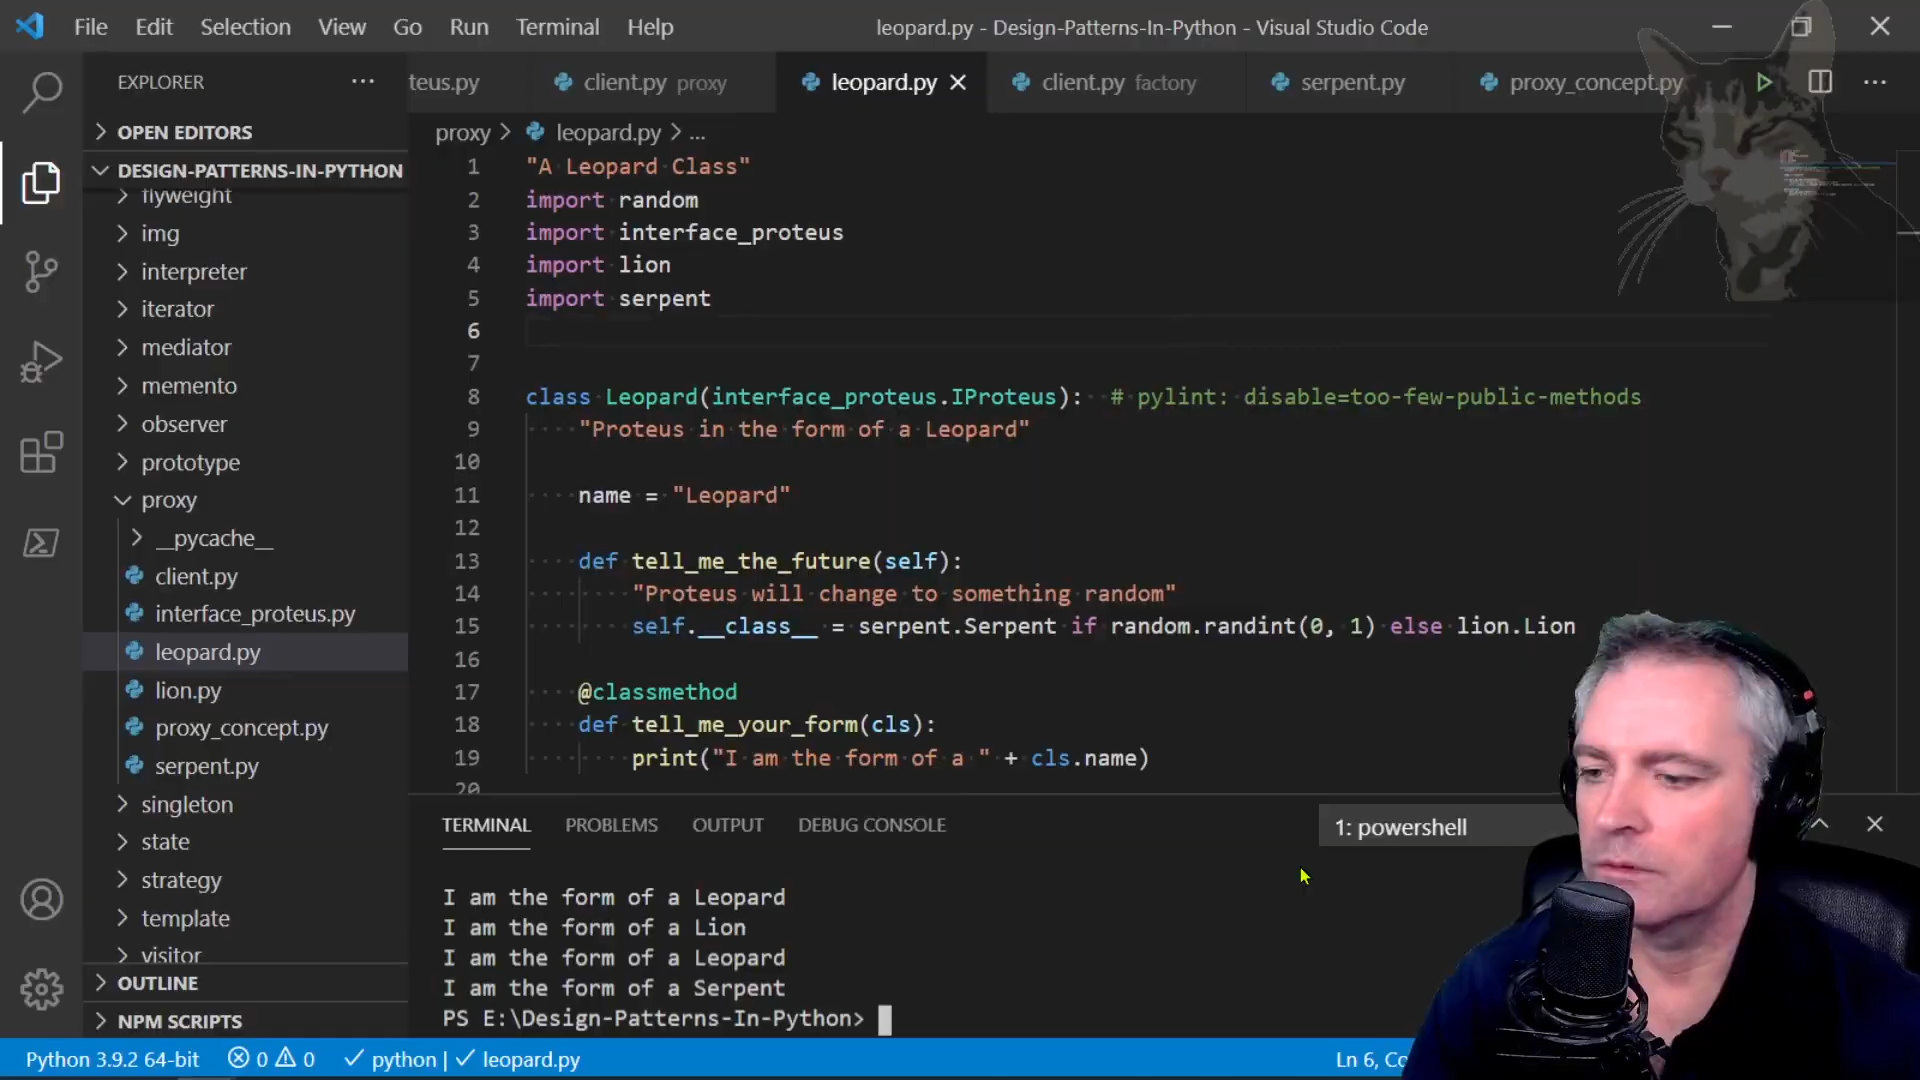 File Edit Selection View Go Run Terminal Help
leopard.py - Design-Patterns-In-Python - Visual Studio Code
EXPLORER
teus.py
client.py proxy
leopard.py
client.py factory
serpent.py
proxy_concept.py
OPEN EDITORS
DESIGN-PATTERNS-IN-PYTHON
flyweight
img
interpreter
iterator
mediator
memento
observer
prototype
proxy
__pycache__
client.py
interface_proteus.py
leopard.py
lion.py
proxy_concept.py
serpent.py
singleton
state
strategy
template
visitor
OUTLINE
NPM SCRIPTS
proxy > leopard.py > ...
1 "A Leopard Class"
2 import random
3 import interface_proteus
4 import lion
5 import serpent
6
7
8 class Leopard(interface_proteus.IProteus):  # pylint: disable=too-few-public-methods
9     "Proteus in the form of a Leopard"
10
11     name = "Leopard"
12
13     def tell_me_the_future(self):
14         "Proteus will change to something random"
15         self.__class__ = serpent.Serpent if random.randint(0, 1) else lion.Lion
16
17     @classmethod
18     def tell_me_your_form(cls):
19         print("I am the form of a " + cls.name)
20
TERMINAL PROBLEMS OUTPUT DEBUG CONSOLE
1: powershell
I am the form of a Leopard
I am the form of a Lion
I am the form of a Leopard
I am the form of a Serpent
PS E:\Design-Patterns-In-Python>
Python 3.9.2 64-bit 0 0 python | leopard.py
Ln 6, Co